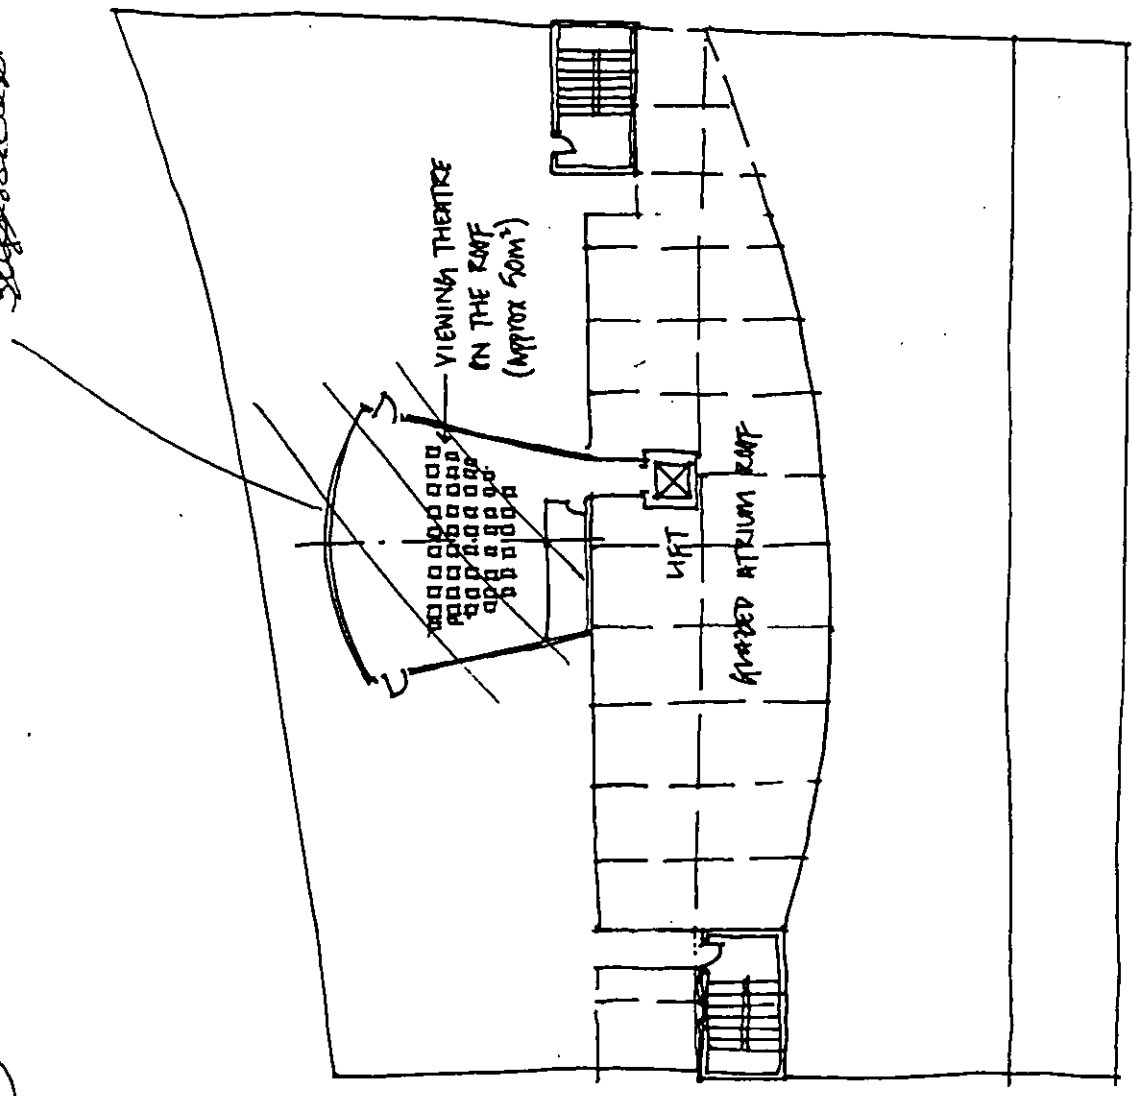 VIEWING THEATRE
ON THE ROOF
(APPROX 50M²)
LIFT
GLAZED ATRIUM ROOF